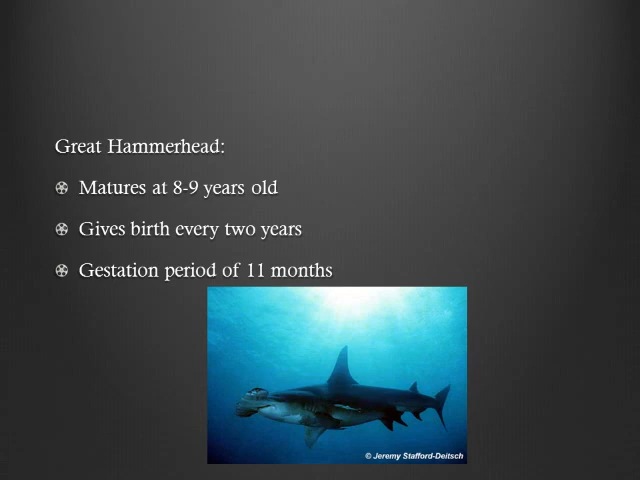 Great Hammerhead:
Matures at 8-9 years old
Gives birth every two years
Gestation period of 11 months
© Jeremy Stafford-Deitsch